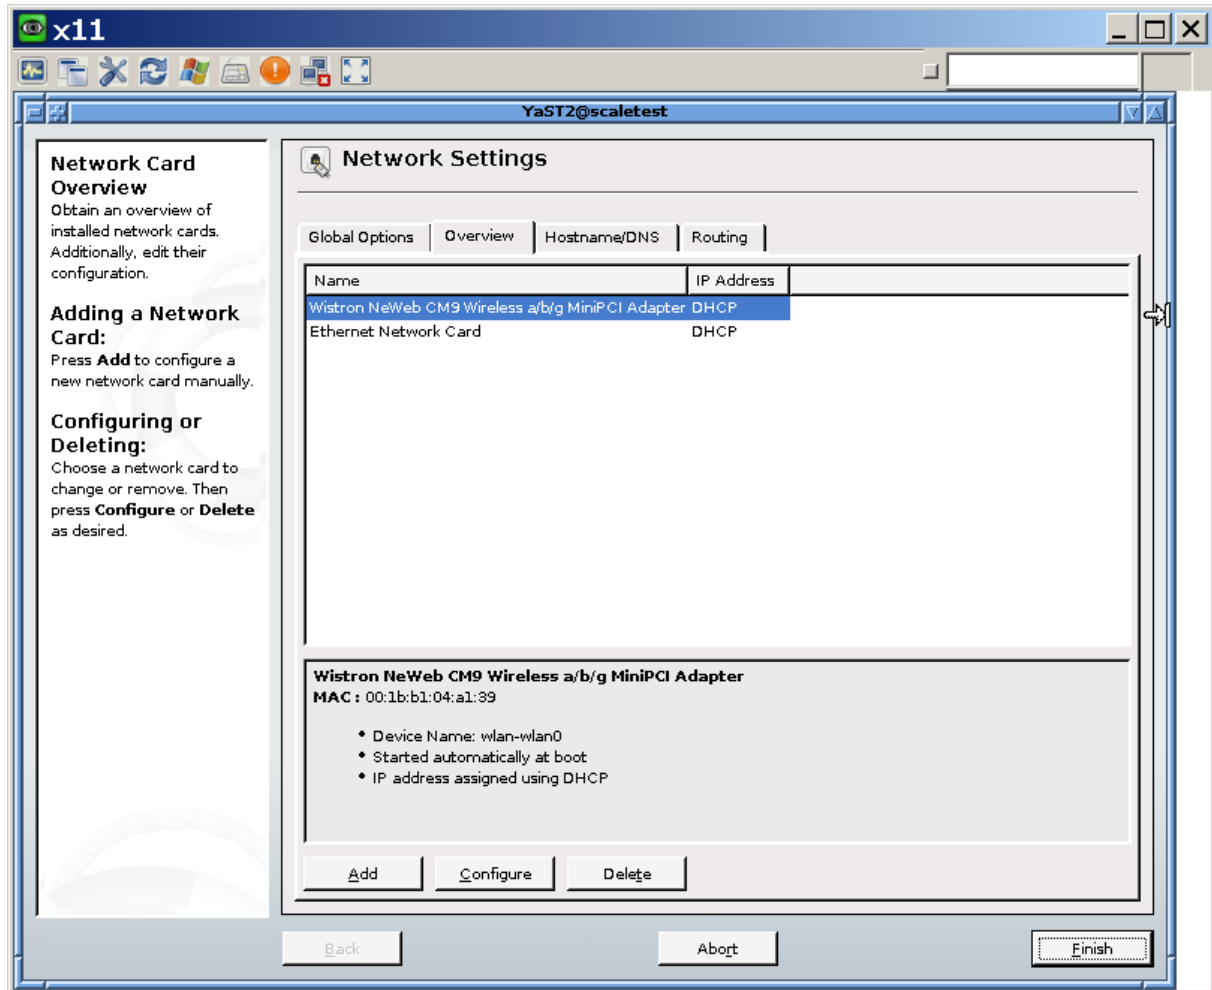 x11
YaST2@scaletest
Network Card
Overview
Obtain an overview of
installed network cards.
Additionally, edit their
configuration.
Adding a Network
Card:
Press Add to configure a
new network card manually.
Configuring or
Deleting:
Choose a network card to
change or remove. Then
press Configure or Delete
as desired.
Network Settings
Global Options Overview Hostname/DNS Routing
Name IP Address
Wistron NeWeb CM9 Wireless a/b/g MiniPCI Adapter DHCP
Ethernet Network Card DHCP
Wistron NeWeb CM9 Wireless a/b/g MiniPCI Adapter
MAC : 00:1b:b1:04:a1:39
• Device Name: wlan-wlan0
• Started automatically at boot
• IP address assigned using DHCP
Add Configure Delete
Back Abort Finish